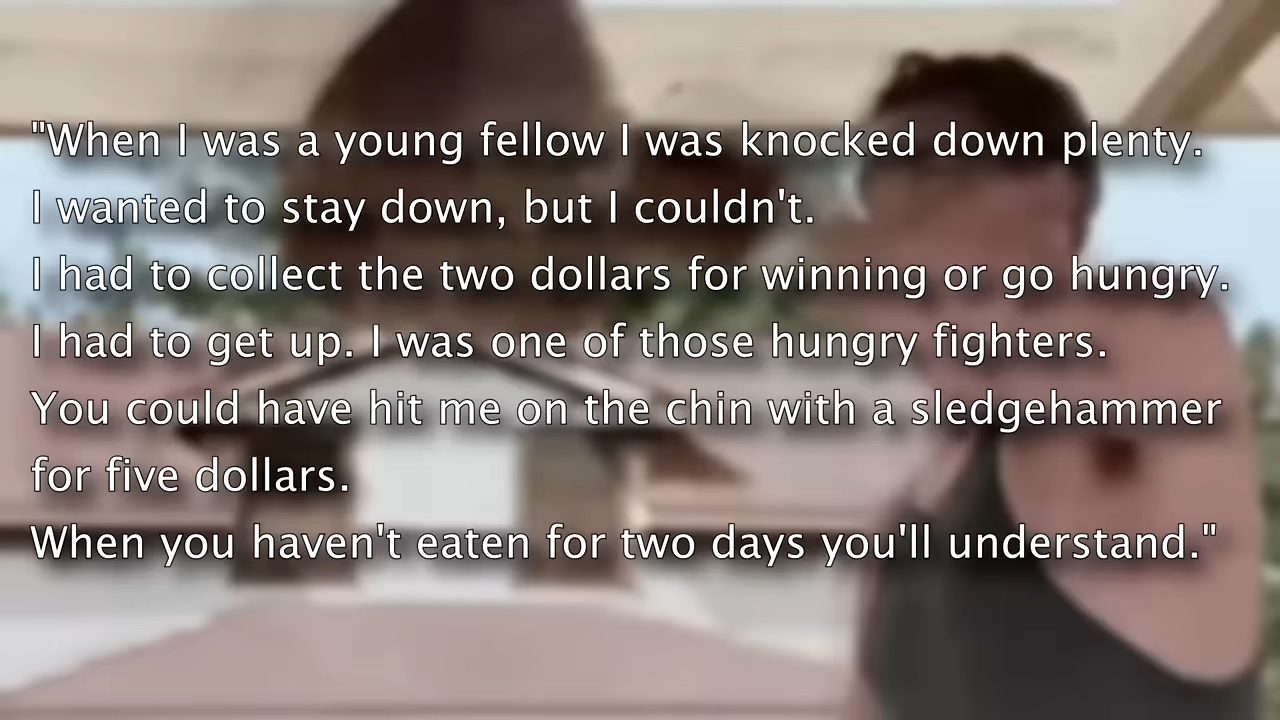 "When I was a young fellow I was knocked down plenty.
I wanted to stay down, but I couldn't.
I had to collect the two dollars for winning or go hungry.
I had to get up. I was one of those hungry fighters.
You could have hit me on the chin with a sledgehammer
for five dollars.
When you haven't eaten for two days you'll understand."